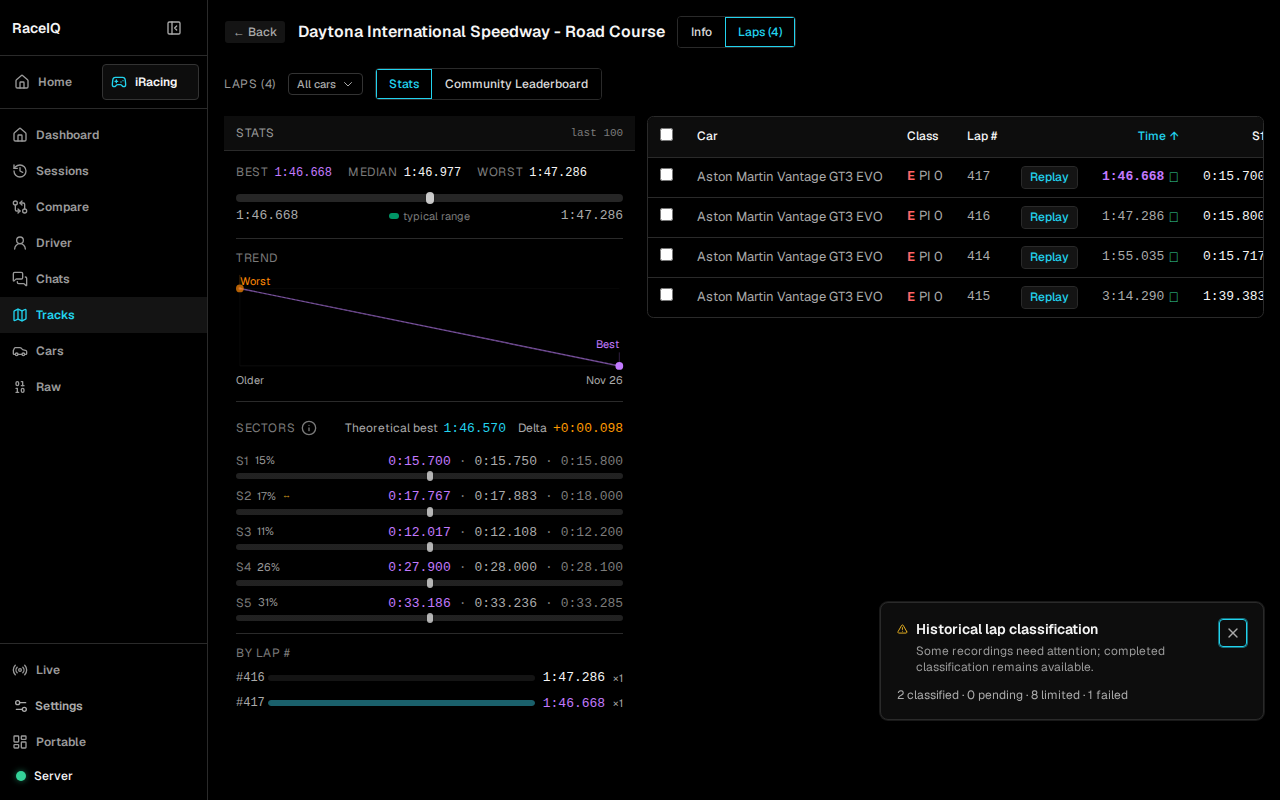 RaceIQ
← Back
Daytona International Speedway - Road Course
Info
Laps (4)
Home
iRacing
LAPS (4)
All cars
Stats
Community Leaderboard
Dashboard
Sessions
Compare
Driver
Chats
Tracks
Cars
Raw
Live
Settings
Portable
Server
STATS
last 100
BEST 1:46.668 MEDIAN 1:46.977 WORST 1:47.286
1:46.668
typical range
1:47.286
TREND
Worst
Best
Older
Nov 26
SECTORS
Theoretical best 1:46.570 Delta +0:00.098
S1 15% 0:15.700 · 0:15.750 · 0:15.800
S2 17% 0:17.767 · 0:17.883 · 0:18.000
S3 11% 0:12.017 · 0:12.108 · 0:12.200
S4 26% 0:27.900 · 0:28.000 · 0:28.100
S5 31% 0:33.186 · 0:33.236 · 0:33.285
BY LAP #
#416 1:47.286 ×1
#417 1:46.668 ×1
Car Class Lap # Time ↑ S1
Aston Martin Vantage GT3 EVO E PI 0 417 Replay 1:46.668 0:15.700
Aston Martin Vantage GT3 EVO E PI 0 416 Replay 1:47.286 0:15.800
Aston Martin Vantage GT3 EVO E PI 0 414 Replay 1:55.035 0:15.717
Aston Martin Vantage GT3 EVO E PI 0 415 Replay 3:14.290 1:39.383
Historical lap classification
Some recordings need attention; completed
classification remains available.
2 classified · 0 pending · 8 limited · 1 failed